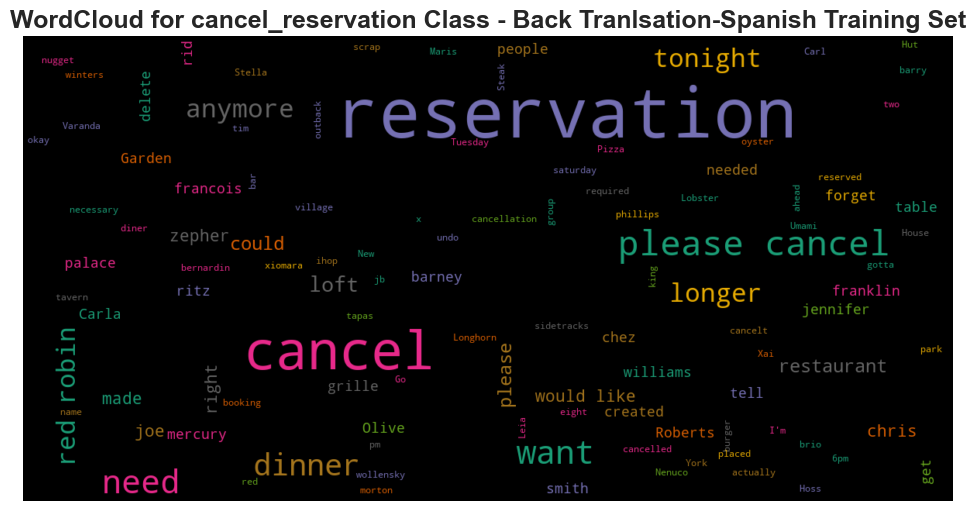 WordCloud for cancel_reservation Class - Back Tranlsation-Spanish Training Set
rid
scrap
Maris
people
tonight
Carl
Hut
nugget
winters
Stella
delete
Steak
barry
anymore
reservation
outback
two
okay
Varanda
tim
Tuesday
Pizza
oyster
Garden
francois
bar
saturday
needed
reserved
forget
required
Lobster
ahead
table
necessary
village
x
cancellation
group
phillips
Umami
House
diner
zepher
could
undo
please cancel
New
gotta
palace
bernardin
xiomara
ihop
jb
barney
king
loft
ritz
longer
franklin
tavern
Carla
tapas
jennifer
sidetracks
cancelt
red robin
cancel
Longhorn
chez
Xai
park
restaurant
right
Go
grille
please
williams
would like
tell
made
booking
name
Leia
eight
created
joe
mercury
Olive
Roberts
burger
I'm
chris
pm
cancelled
placed
brio
6pm
want
York
dinner
wollensky
Nenuco
actually
get
need
red
morton
smith
Hoss